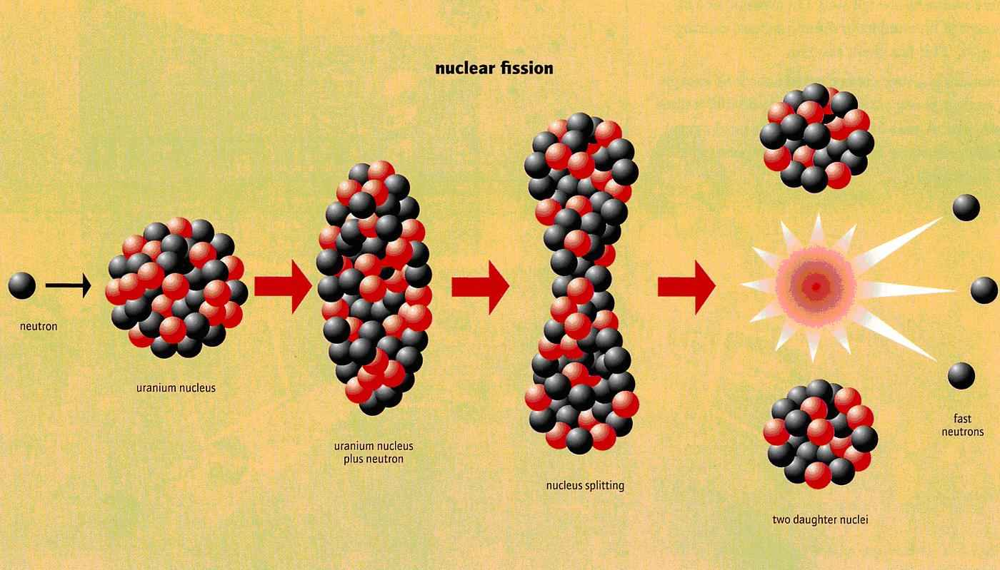 nuclear fission
neutron
uranium nucleus
uranium nucleus
plus neutron
nucleus splitting
two daughter nuclei
fast
neutrons